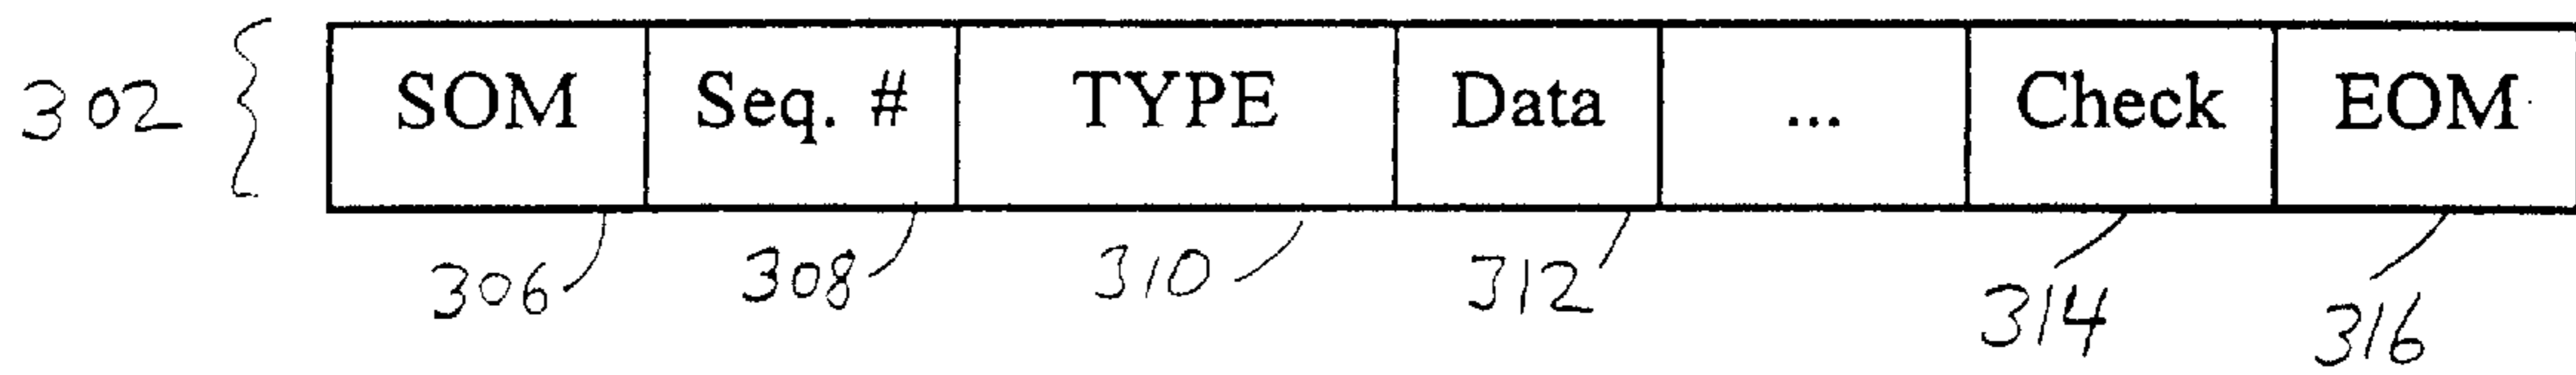 302 SOM Seq. # TYPE Data ... Check EOM
306 308 310 312 314 316